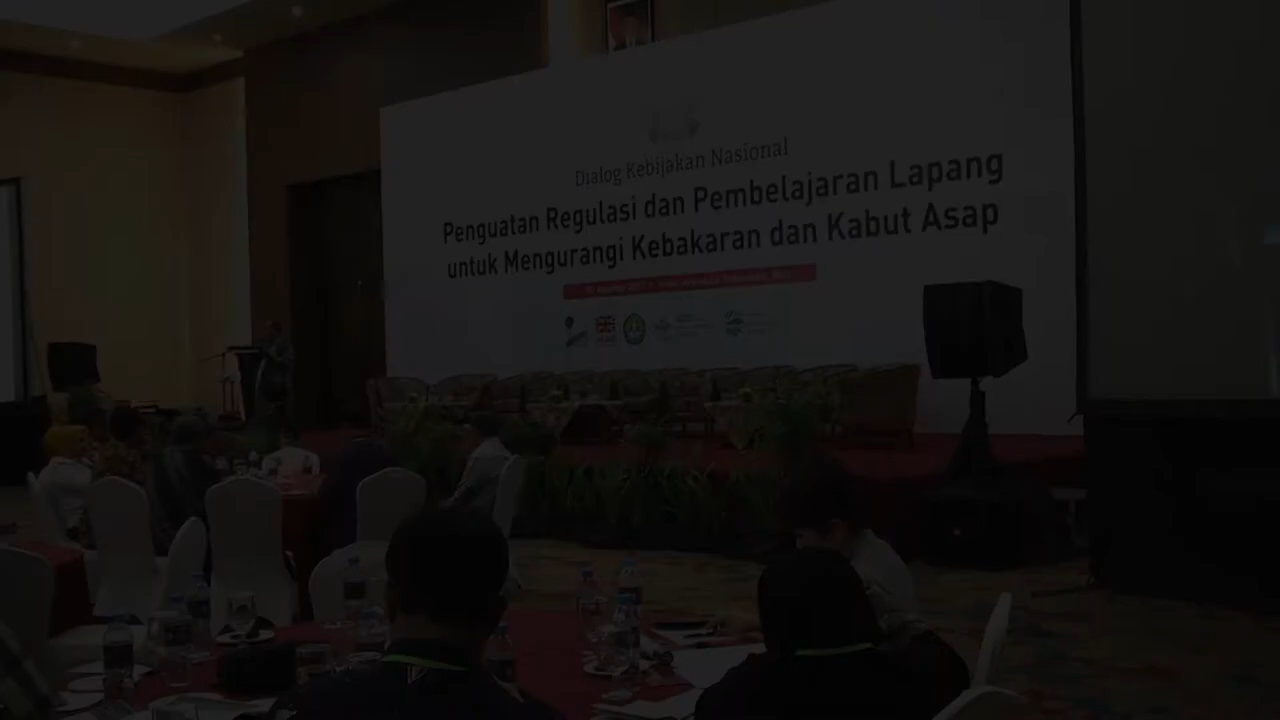 Dialog Kebijakan Nasional
Penguatan Regulasi dan Pembelajaran Lapang
untuk Mengurangi Kebakaran dan Kabut Asap